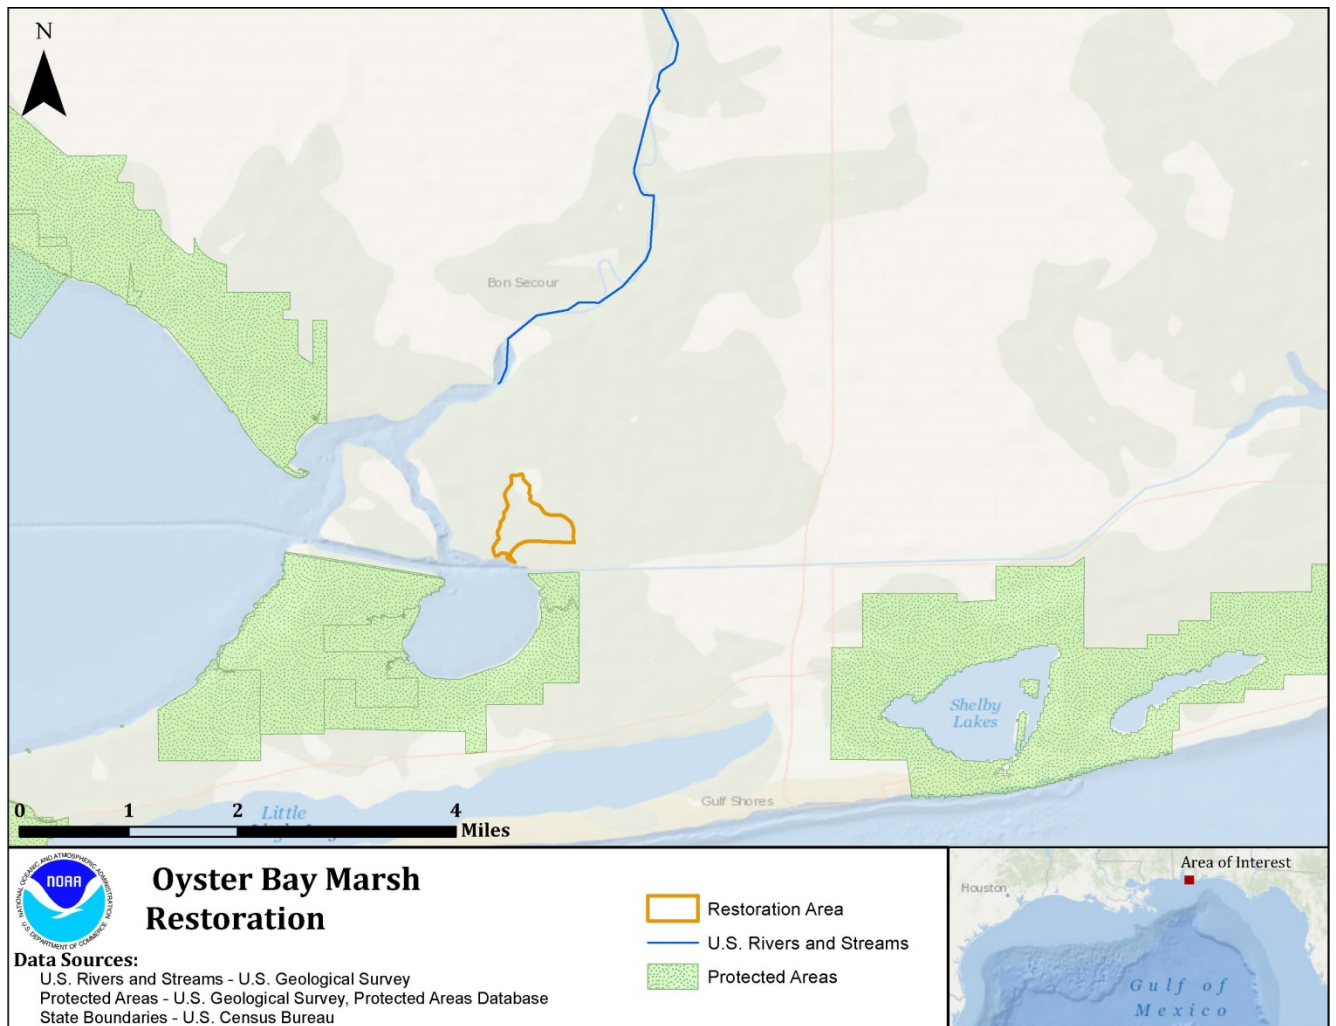 N
Bon Secour
Shelby
Lakes
Gulf Shores
Little
0 1 2 4
Miles
NATIONAL OCEANIC AND ATMOSPHERIC ADMINISTRATION
NOAA
U.S. DEPARTMENT OF COMMERCE
Oyster Bay Marsh
Restoration
Data Sources:
U.S. Rivers and Streams - U.S. Geological Survey
Protected Areas - U.S. Geological Survey, Protected Areas Database
State Boundaries - U.S. Census Bureau
Restoration Area
U.S. Rivers and Streams
Protected Areas
Area of Interest
Houston
Gulf of
Mexico